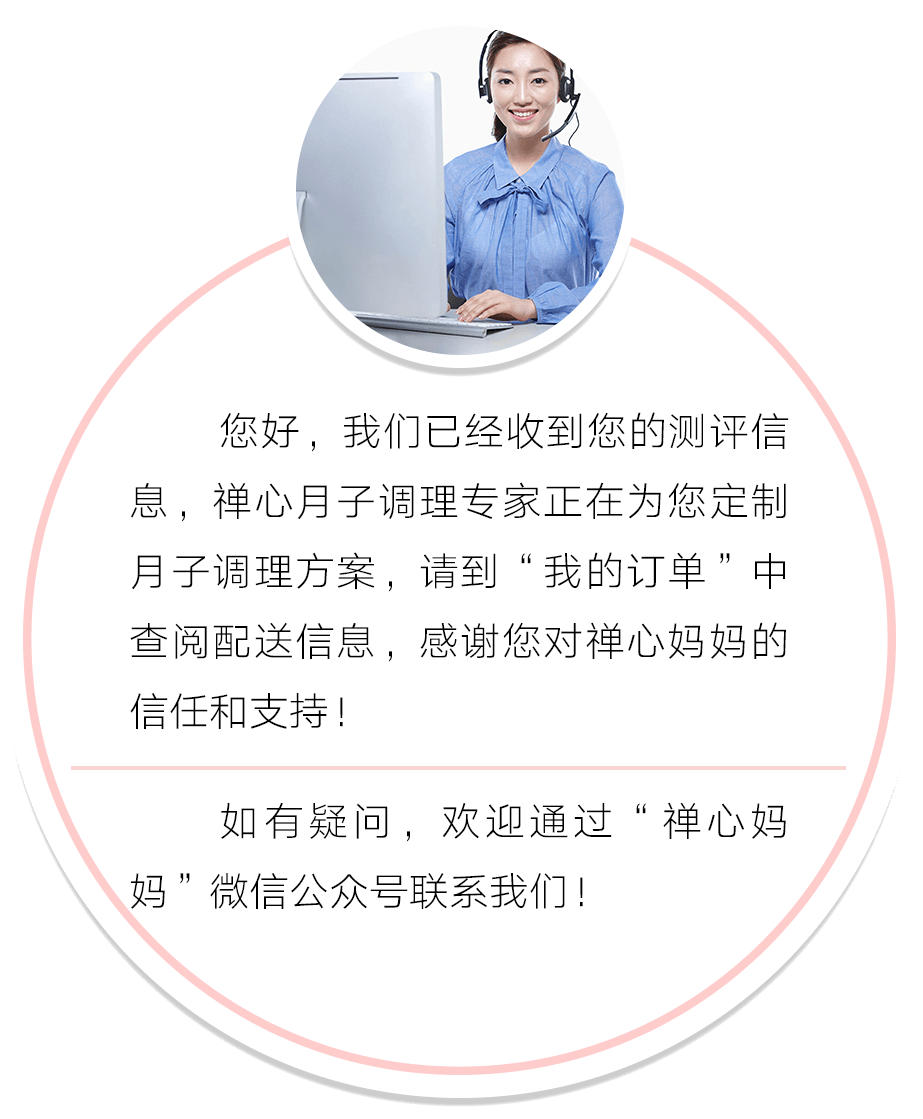 您好，我们已经收到您的测评信
息，禅心月子调理专家正在为您定制
月子调理方案，请到“我的订单”中
查阅配送信息，感谢您对禅心妈妈的
信任和支持！
如有疑问，欢迎通过“禅心妈
妈”微信公众号联系我们！